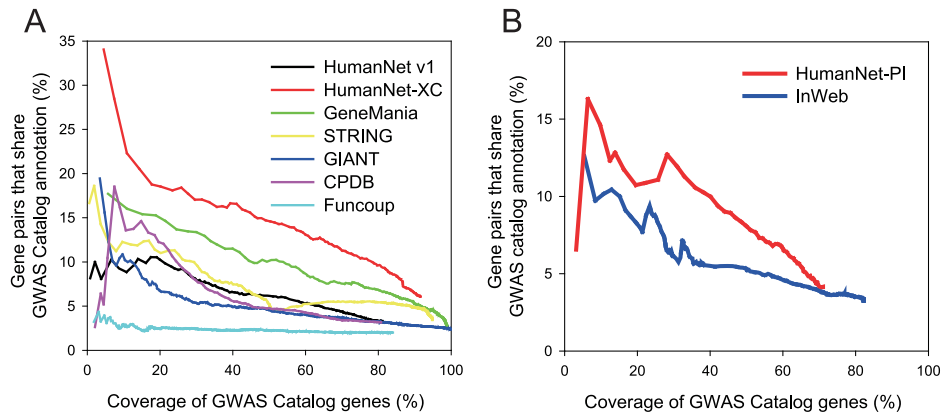 A
Gene pairs that share
GWAS Catalog annotation (%)
35
30
25
20
15
10
5
0
0
20
40
60
80
100
Coverage of GWAS Catalog genes (%)
HumanNet v1
HumanNet-XC
GeneMania
STRING
GIANT
CPDB
Funcoup
B
Gene pairs that share
GWAS catalog annotation (%)
20
15
10
5
0
0
20
40
60
80
100
Coverage of GWAS Catalog genes (%)
HumanNet-PI
InWeb